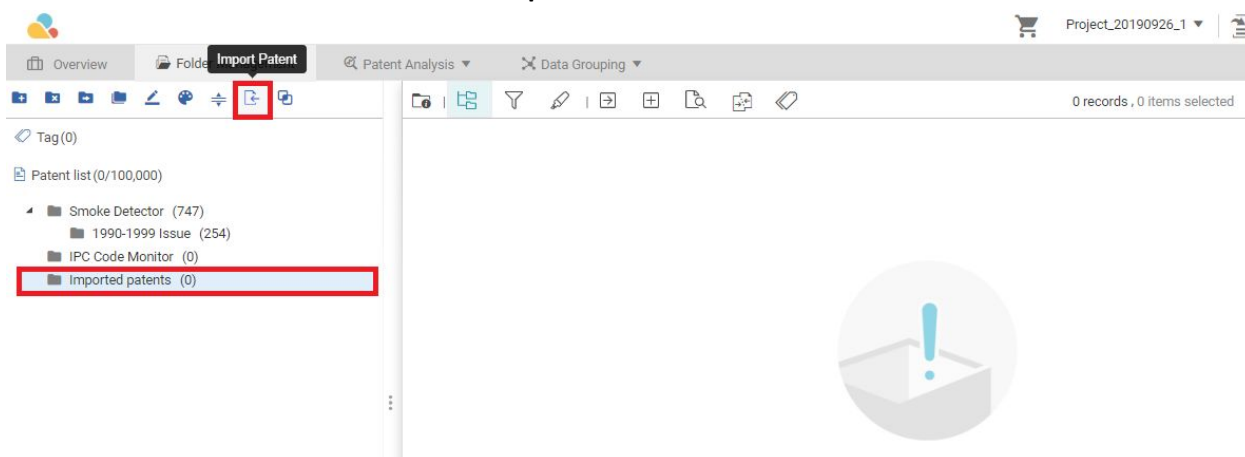 Project_20190926_1
Overview
Folder
Import Patent
Patent Analysis
Data Grouping
0 records , 0 items selected
Tag(0)
Patent list(0/100,000)
Smoke Detector (747)
1990-1999 Issue (254)
IPC Code Monitor (0)
Imported patents (0)